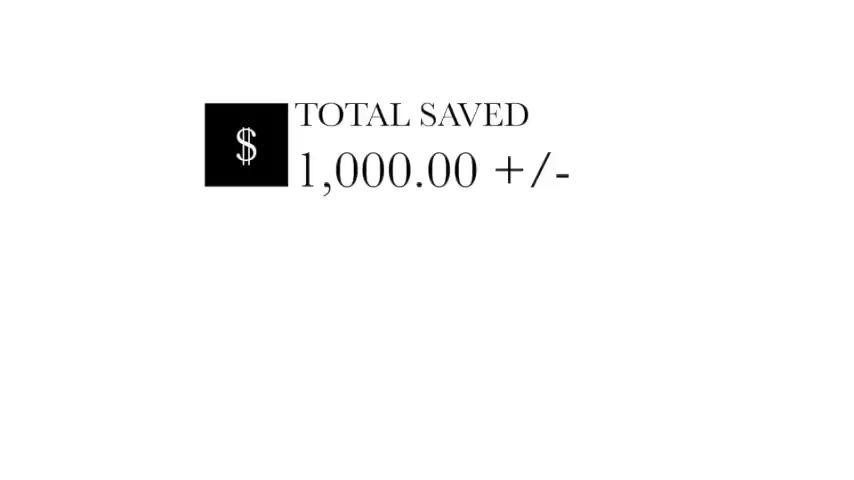 $
TOTAL SAVED
1,000.00 +/-